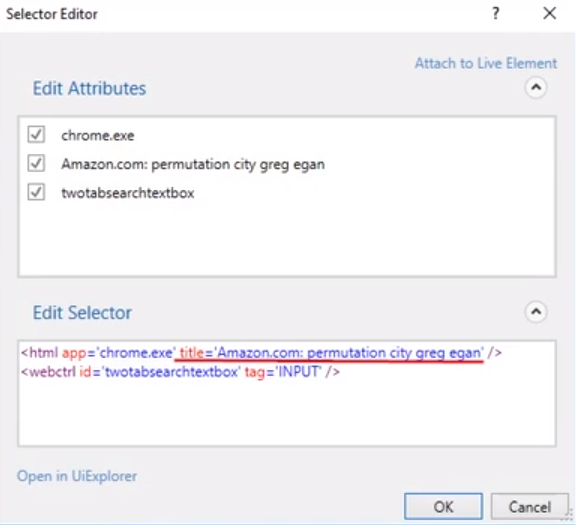 Selector Editor
?
Attach to Live Element
Edit Attributes
chrome.exe
Amazon.com: permutation city greg egan
twotabsearchtextbox
Edit Selector
<html app='chrome.exe' title='Amazon.com: permutation city greg egan' />
<webctrl id='twotabsearchtextbox' tag='INPUT' />
Open in UiExplorer
OK
Cancel